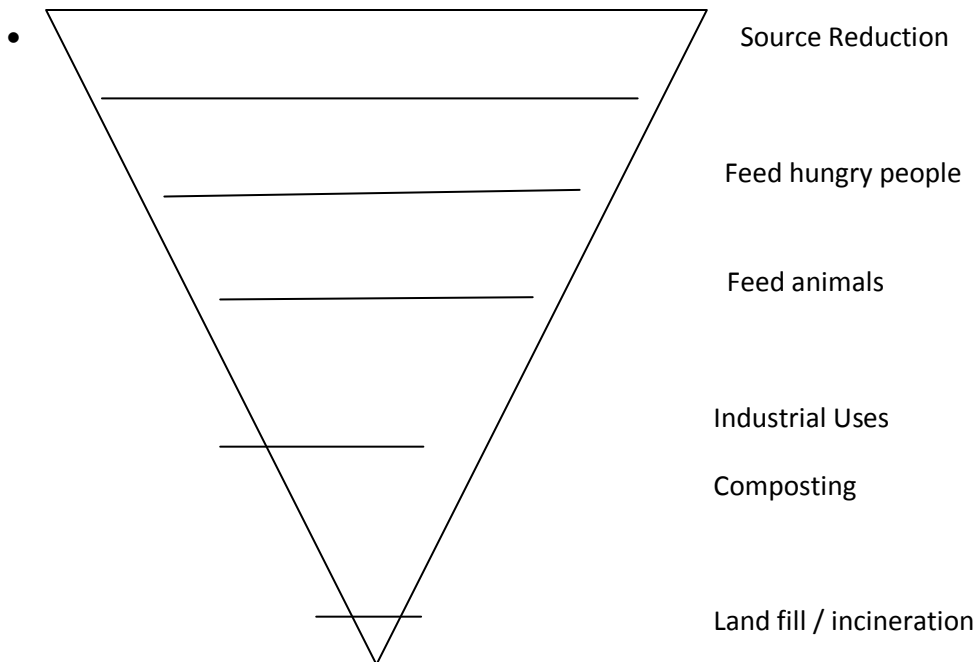 Source Reduction
Feed hungry people
Feed animals
Industrial Uses
Composting
Land fill / incineration